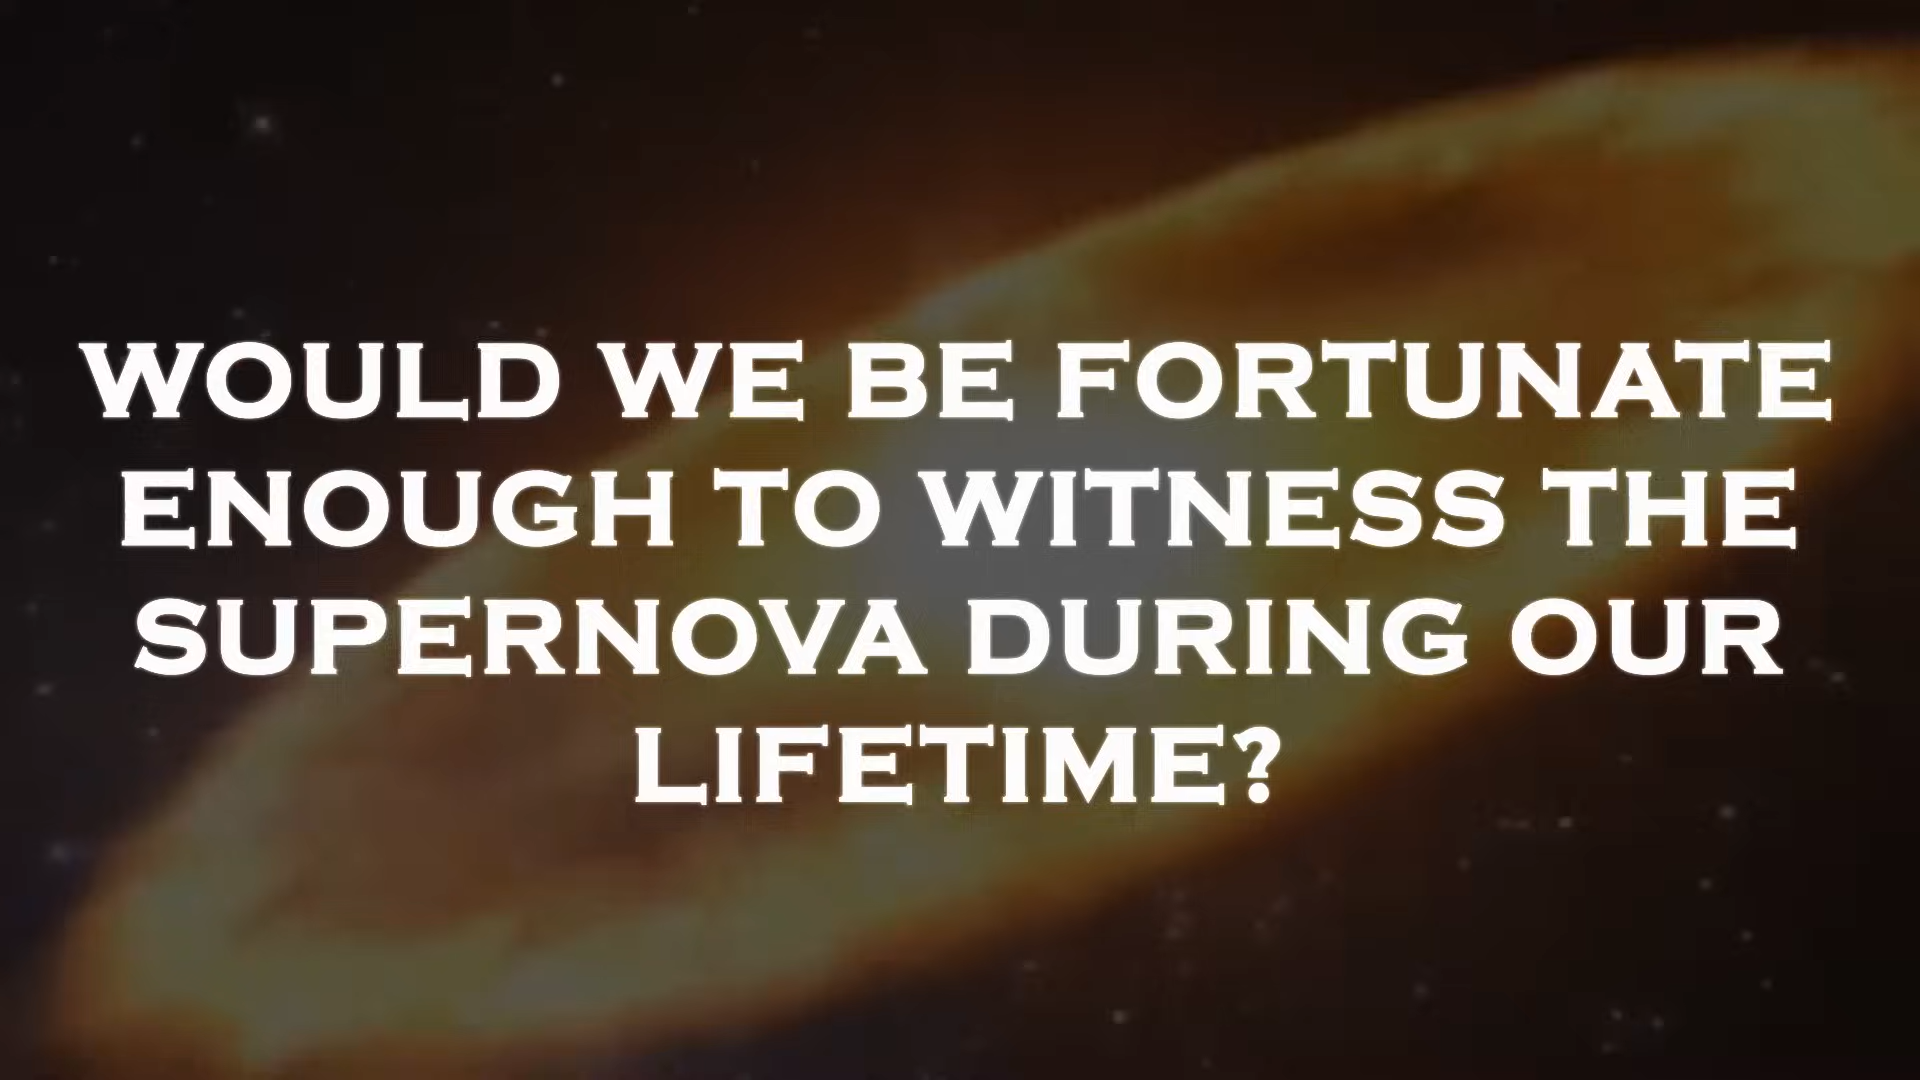 WOULD WE BE FORTUNATE
ENOUGH TO WITNESS THE
SUPERNOVA DURING OUR
LIFETIME?